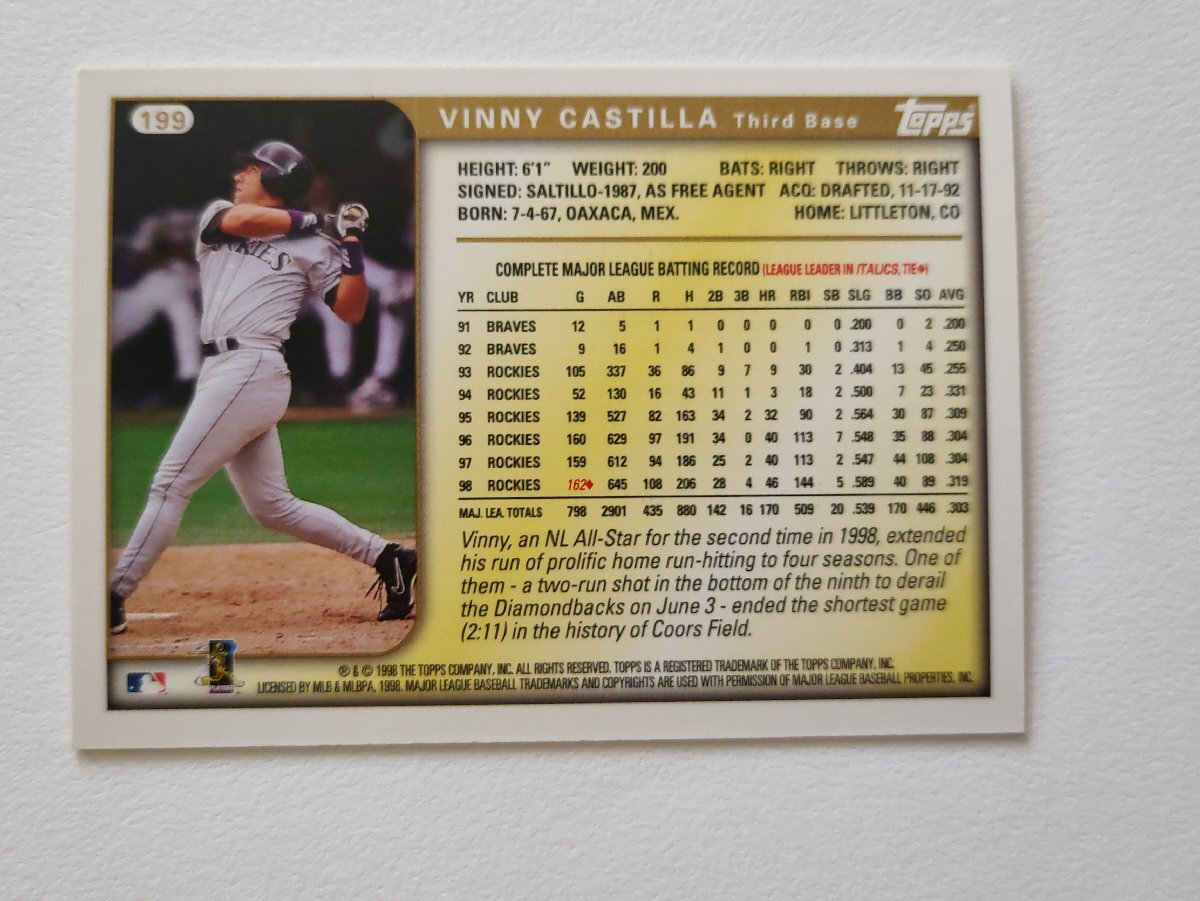 199
VINNY CASTILLA Third Base
Topps
HEIGHT: 6'1" WEIGHT: 200 BATS: RIGHT THROWS: RIGHT
SIGNED: SALTILLO-1987, AS FREE AGENT ACQ: DRAFTED, 11-17-92
BORN: 7-4-67, OAXACA, MEX. HOME: LITTLETON, CO
COMPLETE MAJOR LEAGUE BATTING RECORD (LEAGUE LEADER IN ITALICS, TIE♦)
YR CLUB G AB R H 2B 3B HR RBI SB SLG BB SO AVG
91 BRAVES 12 5 1 1 0 0 0 0 0 .200 0 2 .200
92 BRAVES 9 16 1 4 1 0 0 1 0 .313 1 4 .250
93 ROCKIES 105 337 36 86 9 7 9 30 2 .404 13 45 .255
94 ROCKIES 52 130 16 43 11 1 3 18 2 .500 7 23 .331
95 ROCKIES 139 527 82 163 34 2 32 90 2 .564 30 87 .309
96 ROCKIES 160 629 97 191 34 0 40 113 7 .548 35 88 .304
97 ROCKIES 159 612 94 186 25 2 40 113 2 .547 44 108 .304
98 ROCKIES 162♦ 645 108 206 28 4 46 144 5 .589 40 89 .319
MAJ. LEA. TOTALS 798 2901 435 880 142 16 170 509 20 .539 170 446 .303
Vinny, an NL All-Star for the second time in 1998, extended
his run of prolific home run-hitting to four seasons. One of
them - a two-run shot in the bottom of the ninth to derail
the Diamondbacks on June 3 - ended the shortest game
(2:11) in the history of Coors Field.
® & © 1998 THE TOPPS COMPANY, INC. ALL RIGHTS RESERVED. TOPPS IS A REGISTERED TRADEMARK OF THE TOPPS COMPANY, INC.
LICENSED BY MLB & MLBPA, 1998. MAJOR LEAGUE BASEBALL TRADEMARKS AND COPYRIGHTS ARE USED WITH PERMISSION OF MAJOR LEAGUE BASEBALL PROPERTIES, INC.